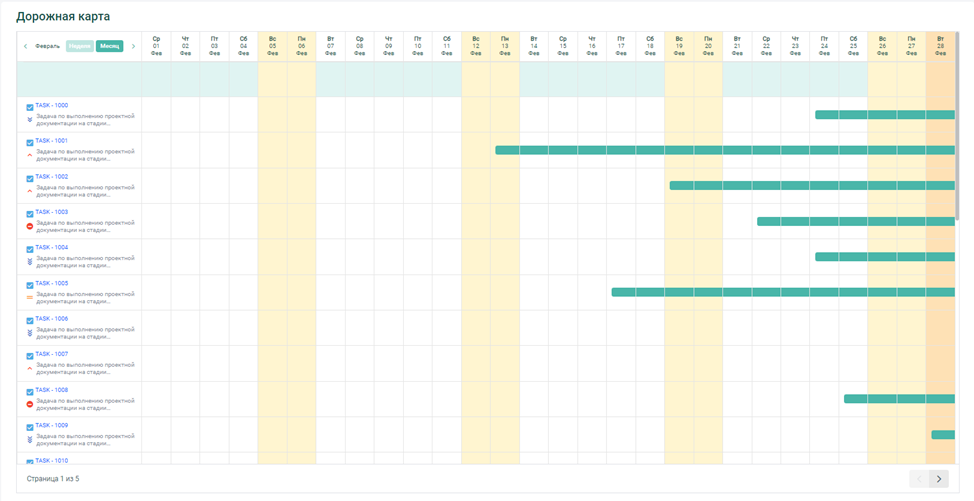 Дорожная карта
Февраль Неделя Месяц
Ср 01 Фев
Чт 02 Фев
Пт 03 Фев
Сб 04 Фев
Вс 05 Фев
Пн 06 Фев
Вт 07 Фев
Ср 08 Фев
Чт 09 Фев
Пт 10 Фев
Сб 11 Фев
Вс 12 Фев
Пн 13 Фев
Вт 14 Фев
Ср 15 Фев
Чт 16 Фев
Пт 17 Фев
Сб 18 Фев
Вс 19 Фев
Пн 20 Фев
Вт 21 Фев
Ср 22 Фев
Чт 23 Фев
Пт 24 Фев
Сб 25 Фев
Вс 26 Фев
Пн 27 Фев
Вт 28 Фев
TASK - 1000
Задача по выполнению проектной
документации на стадии...
TASK - 1001
Задача по выполнению проектной
документации на стадии...
TASK - 1002
Задача по выполнению проектной
документации на стадии...
TASK - 1003
Задача по выполнению проектной
документации на стадии...
TASK - 1004
Задача по выполнению проектной
документации на стадии...
TASK - 1005
Задача по выполнению проектной
документации на стадии...
TASK - 1006
Задача по выполнению проектной
документации на стадии...
TASK - 1007
Задача по выполнению проектной
документации на стадии...
TASK - 1008
Задача по выполнению проектной
документации на стадии...
TASK - 1009
Задача по выполнению проектной
документации на стадии...
TASK - 1010
Страница 1 из 5